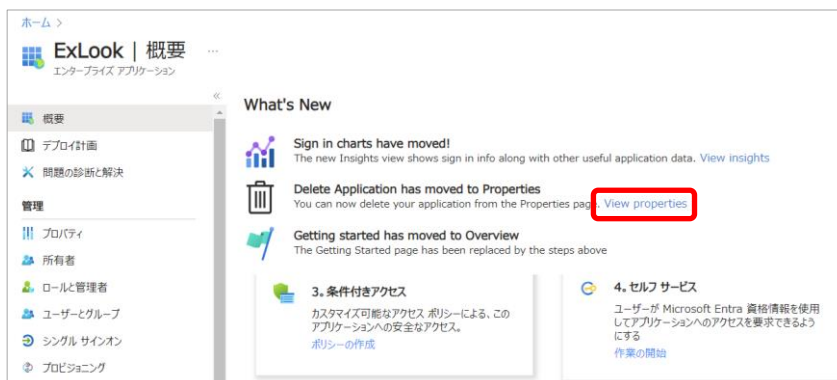 ホーム >
ExLook | 概要 …
エンタープライズ アプリケーション
«
概要
デプロイ計画
問題の診断と解決
管理
プロパティ
所有者
ロールと管理者
ユーザーとグループ
シングル サインオン
プロビジョニング
What's New
Sign in charts have moved!
The new Insights view shows sign in info along with other useful application data. View insights
Delete Application has moved to Properties
You can now delete your application from the Properties page. View properties
Getting started has moved to Overview
The Getting Started page has been replaced by the steps above
3. 条件付きアクセス
カスタマイズ可能なアクセス ポリシーによる、この
アプリケーションへの安全なアクセス。
ポリシーの作成
4. セルフ サービス
ユーザーが Microsoft Entra 資格情報を使用
してアプリケーションへのアクセスを要求できるよう
にする
作業の開始